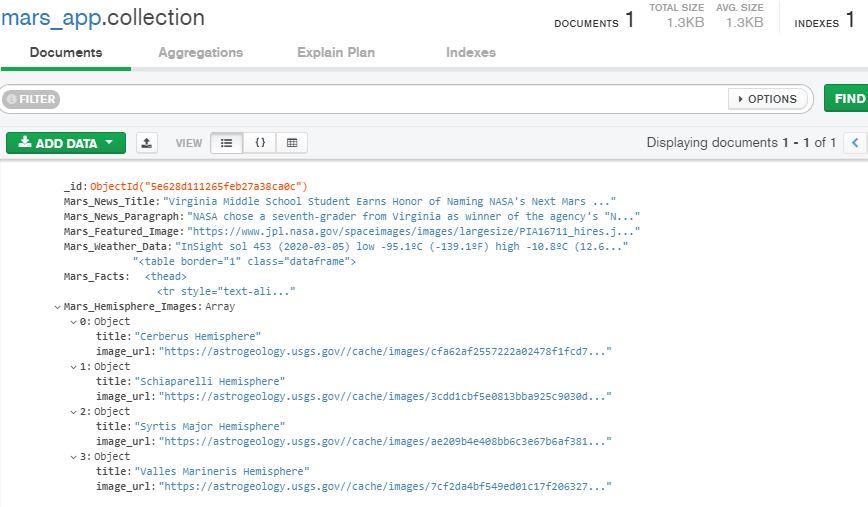 mars_app.collection
DOCUMENTS 1 TOTAL SIZE 1.3KB AVG. SIZE 1.3KB INDEXES 1
Documents Aggregations Explain Plan Indexes
FILTER OPTIONS FIND
ADD DATA VIEW { } Displaying documents 1 - 1 of 1
_id: ObjectId("5e628d111265feb27a38ca0c")
Mars_News_Title: "Virginia Middle School Student Earns Honor of Naming NASA's Next Mars ..."
Mars_News_Paragraph: "NASA chose a seventh-grader from Virginia as winner of the agency's "N..."
Mars_Featured_Image: "https://www.jpl.nasa.gov/spaceimages/images/largesize/PIA16711_hires.j..."
Mars_Weather_Data: "InSight sol 453 (2020-03-05) low -95.1ºC (-139.1ºF) high -10.8ºC (12.6..."
"<table border="1" class="dataframe">
Mars_Facts: <thead>
<tr style="text-ali..."
Mars_Hemisphere_Images: Array
0: Object
title: "Cerberus Hemisphere"
image_url: "https://astrogeology.usgs.gov//cache/images/cfa62af2557222a02478f1fcd7..."
1: Object
title: "Schiaparelli Hemisphere"
image_url: "https://astrogeology.usgs.gov//cache/images/3cdd1cbf5e0813bba925c9030d..."
2: Object
title: "Syrtis Major Hemisphere"
image_url: "https://astrogeology.usgs.gov//cache/images/ae209b4e408bb6c3e67b6af381..."
3: Object
title: "Valles Marineris Hemisphere"
image_url: "https://astrogeology.usgs.gov//cache/images/7cf2da4bf549ed01c17f206327..."